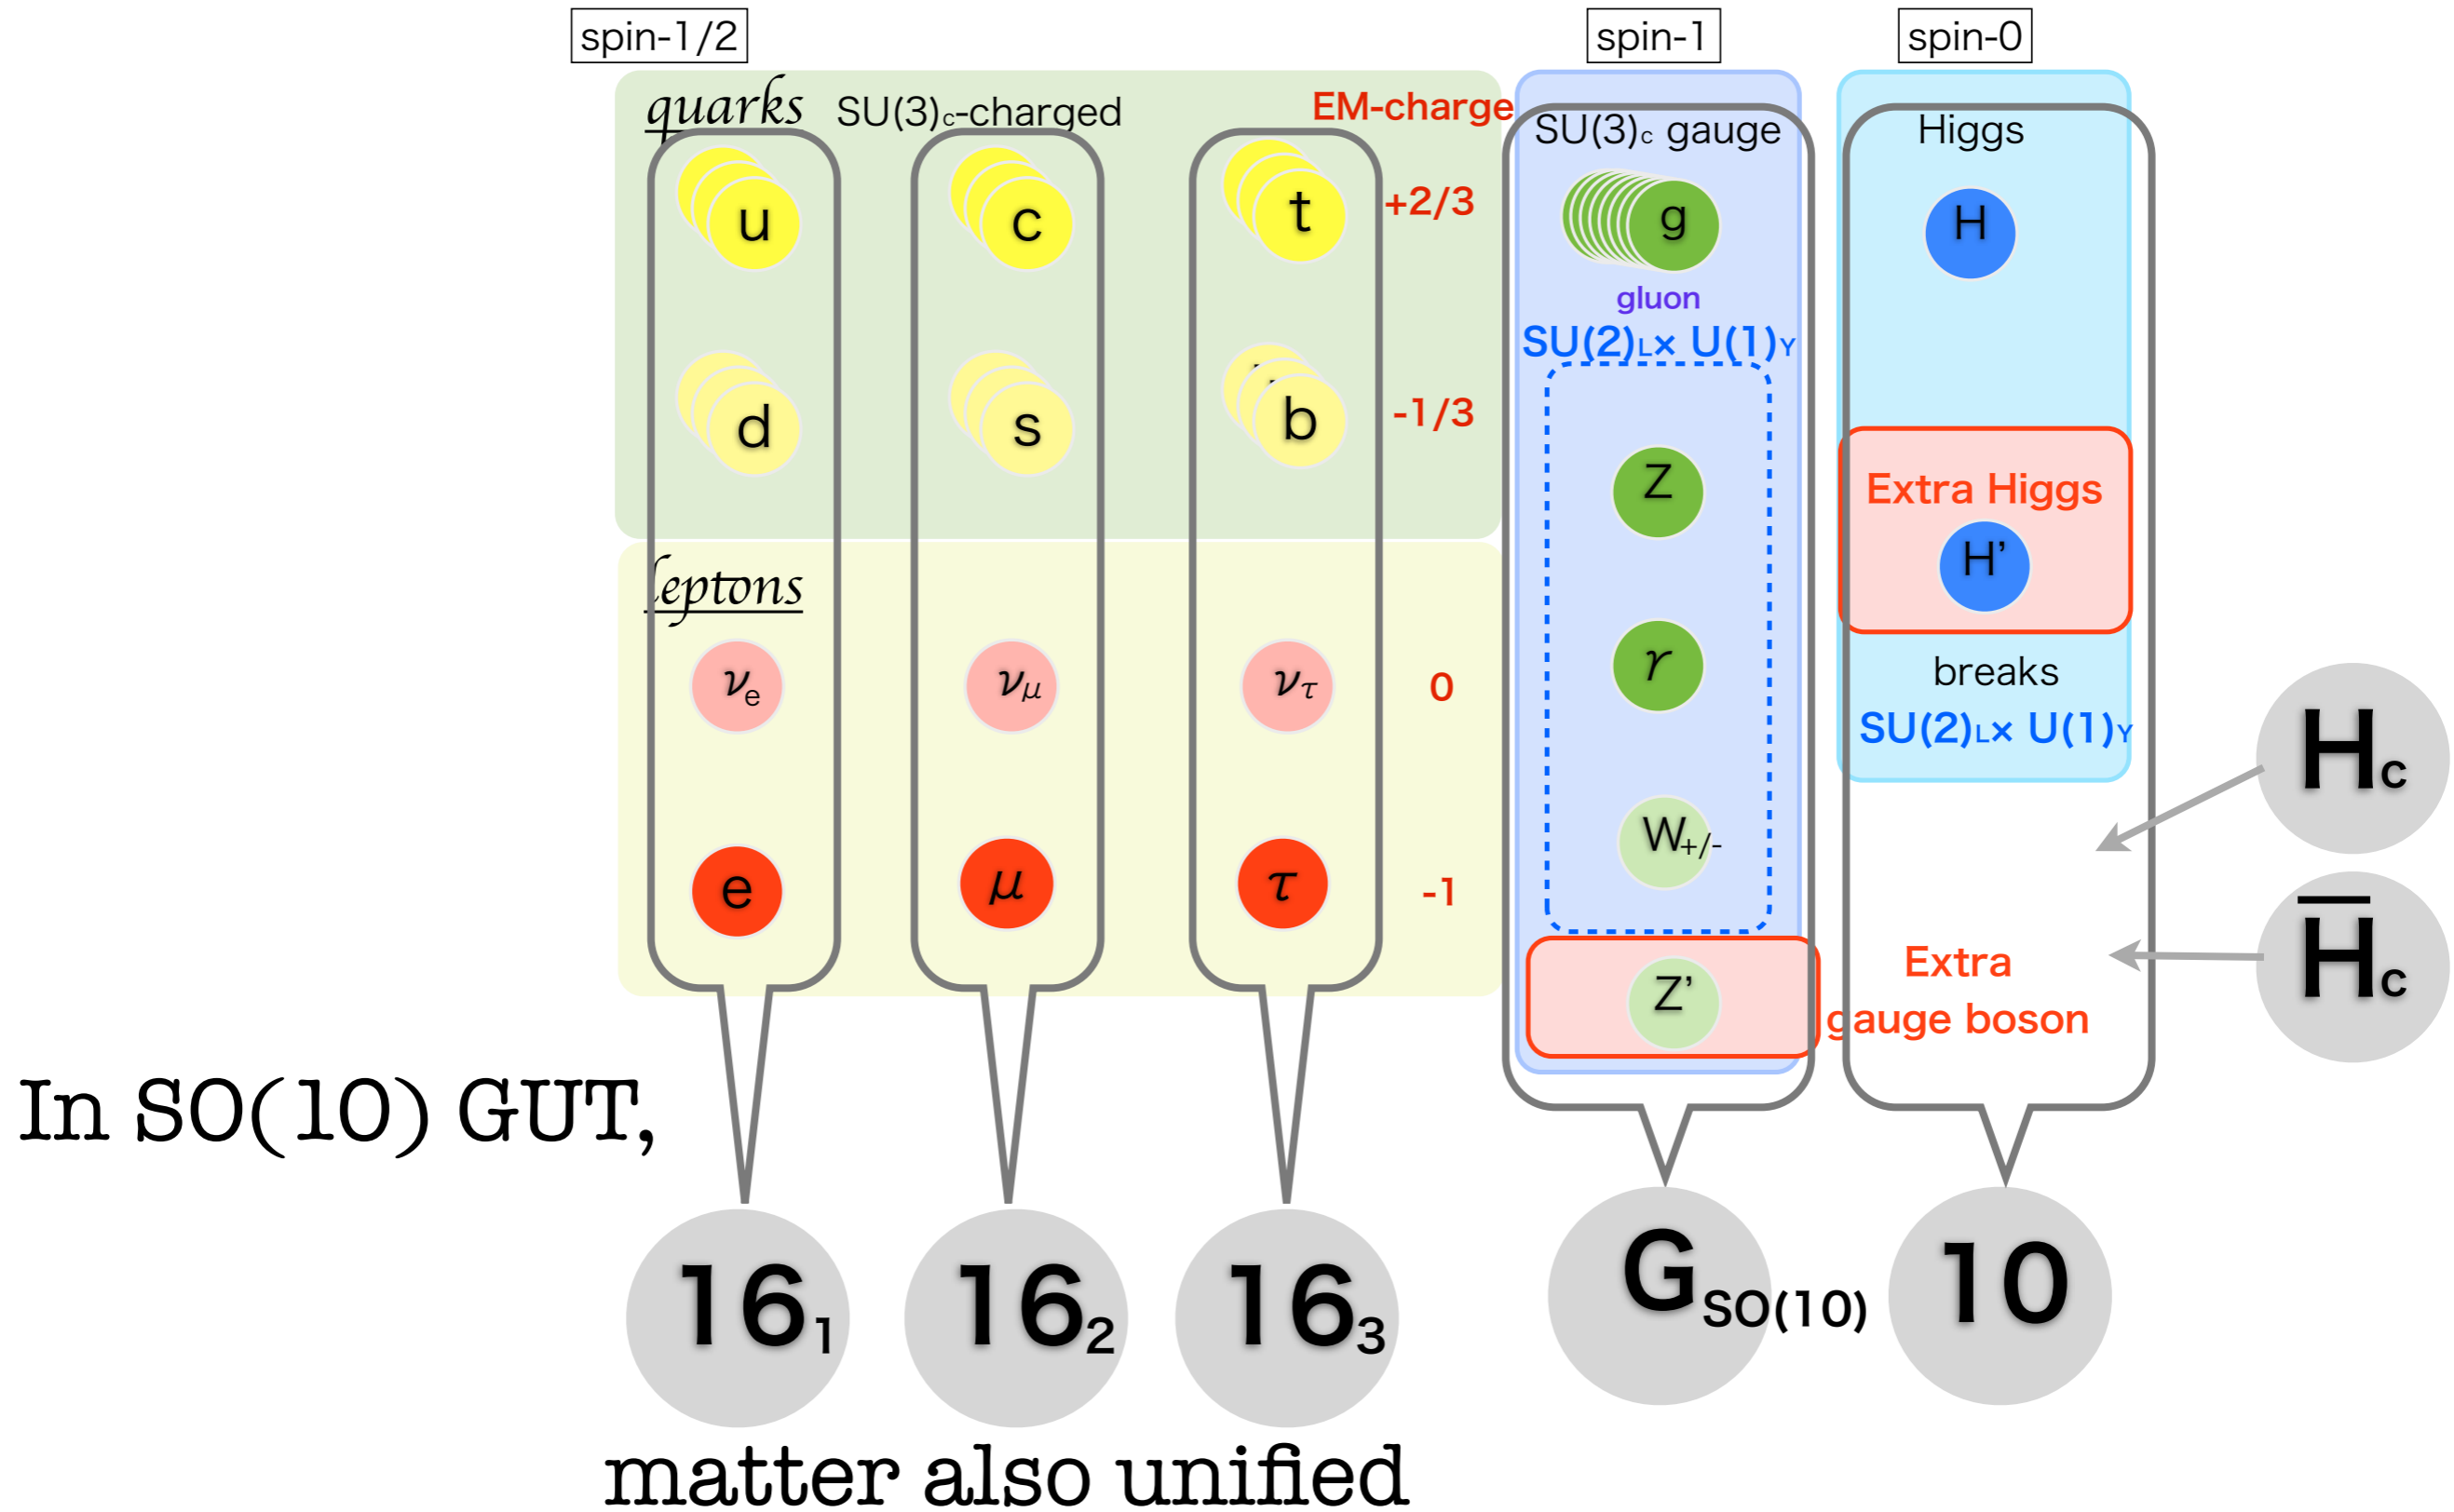 spin-1/2
spin-1
spin-0
quarks SU(3)c-charged EM-charge
SU(3)c gauge
Higgs
u c t +2/3
g
H
gluon
SU(2)L× U(1)Y
d s b -1/3
Z
Extra Higgs
H’
leptons
νe νμ ντ 0
γ
breaks
SU(2)L× U(1)Y
Hc
W+/-
e μ τ -1
H̅c
Z’
Extra
gauge boson
In SO(10) GUT,
161 162 163 GSO(10) 10
matter also unified